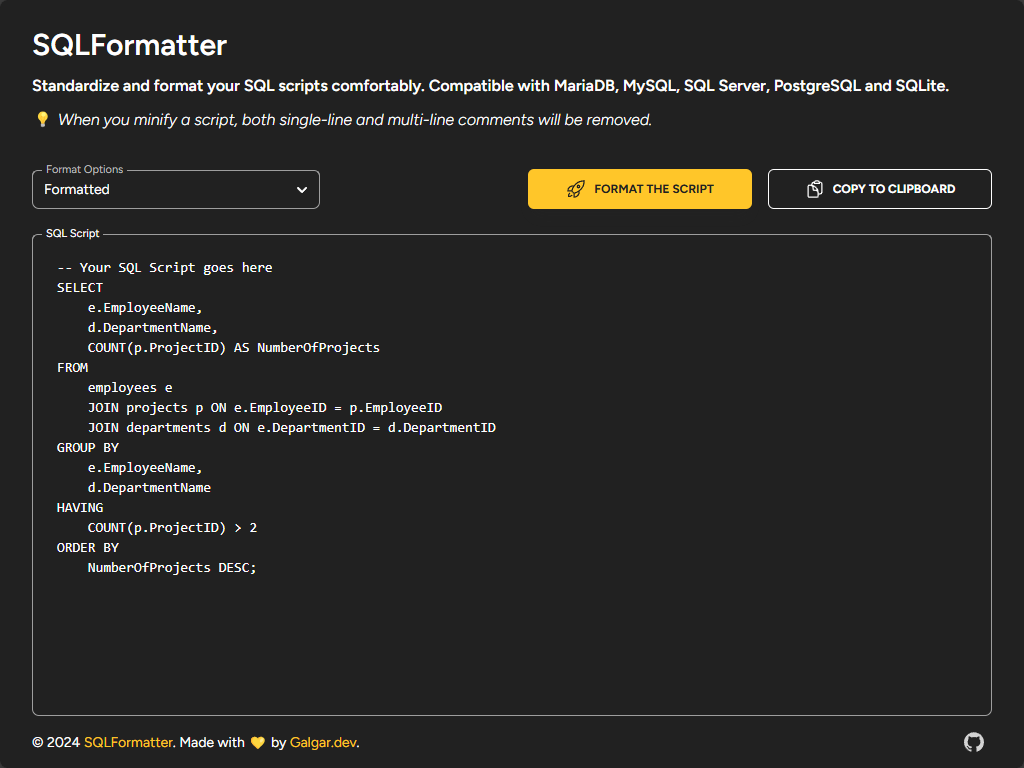 SQLFormatter
Standardize and format your SQL scripts comfortably. Compatible with MariaDB, MySQL, SQL Server, PostgreSQL and SQLite.
When you minify a script, both single-line and multi-line comments will be removed.
Format Options
Formatted
FORMAT THE SCRIPT
COPY TO CLIPBOARD
SQL Script
-- Your SQL Script goes here
SELECT
    e.EmployeeName,
    d.DepartmentName,
    COUNT(p.ProjectID) AS NumberOfProjects
FROM
    employees e
    JOIN projects p ON e.EmployeeID = p.EmployeeID
    JOIN departments d ON e.DepartmentID = d.DepartmentID
GROUP BY
    e.EmployeeName,
    d.DepartmentName
HAVING
    COUNT(p.ProjectID) > 2
ORDER BY
    NumberOfProjects DESC;
© 2024 SQLFormatter. Made with 💛 by Galgar.dev.